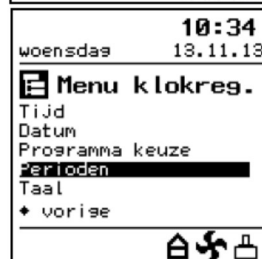 10:34
woensdag 13.11.13
Menu klokreg.
Tijd
Datum
Programma keuze
Perioden
Taal
vorige